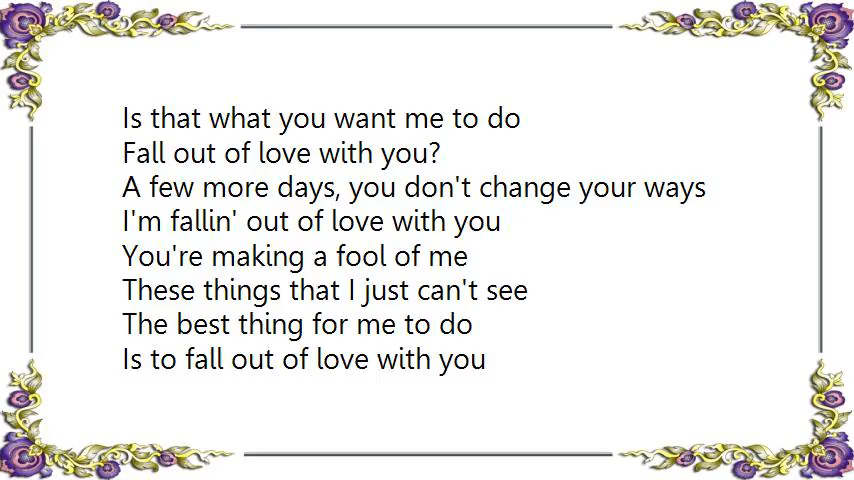 Is that what you want me to do
Fall out of love with you?
A few more days, you don't change your ways
I'm fallin' out of love with you
You're making a fool of me
These things that I just can't see
The best thing for me to do
Is to fall out of love with you